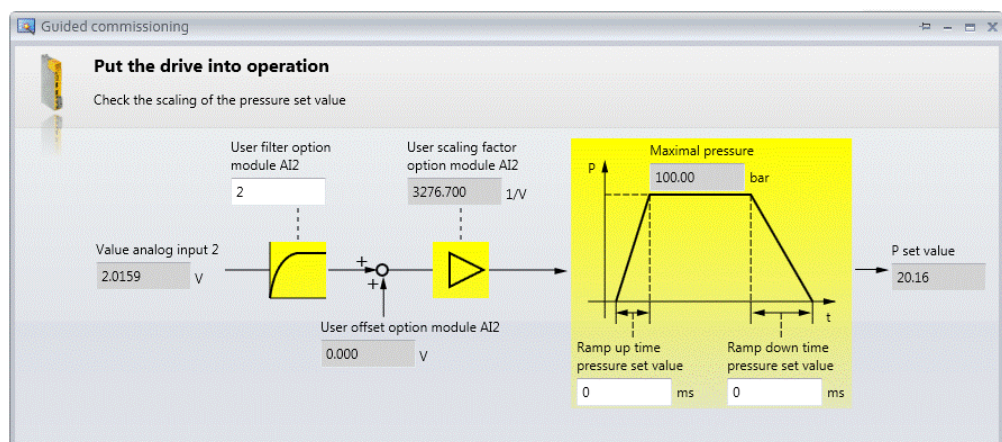 Guided commissioning
Put the drive into operation
Check the scaling of the pressure set value
User filter option
module AI2
2
User scaling factor
option module AI2
3276.700 1/V
Maximal pressure
100.00 bar
P
t
Value analog input 2
2.0159 V
+
+
User offset option module AI2
0.000 V
P set value
20.16
Ramp up time
pressure set value
0 ms
Ramp down time
pressure set value
0 ms